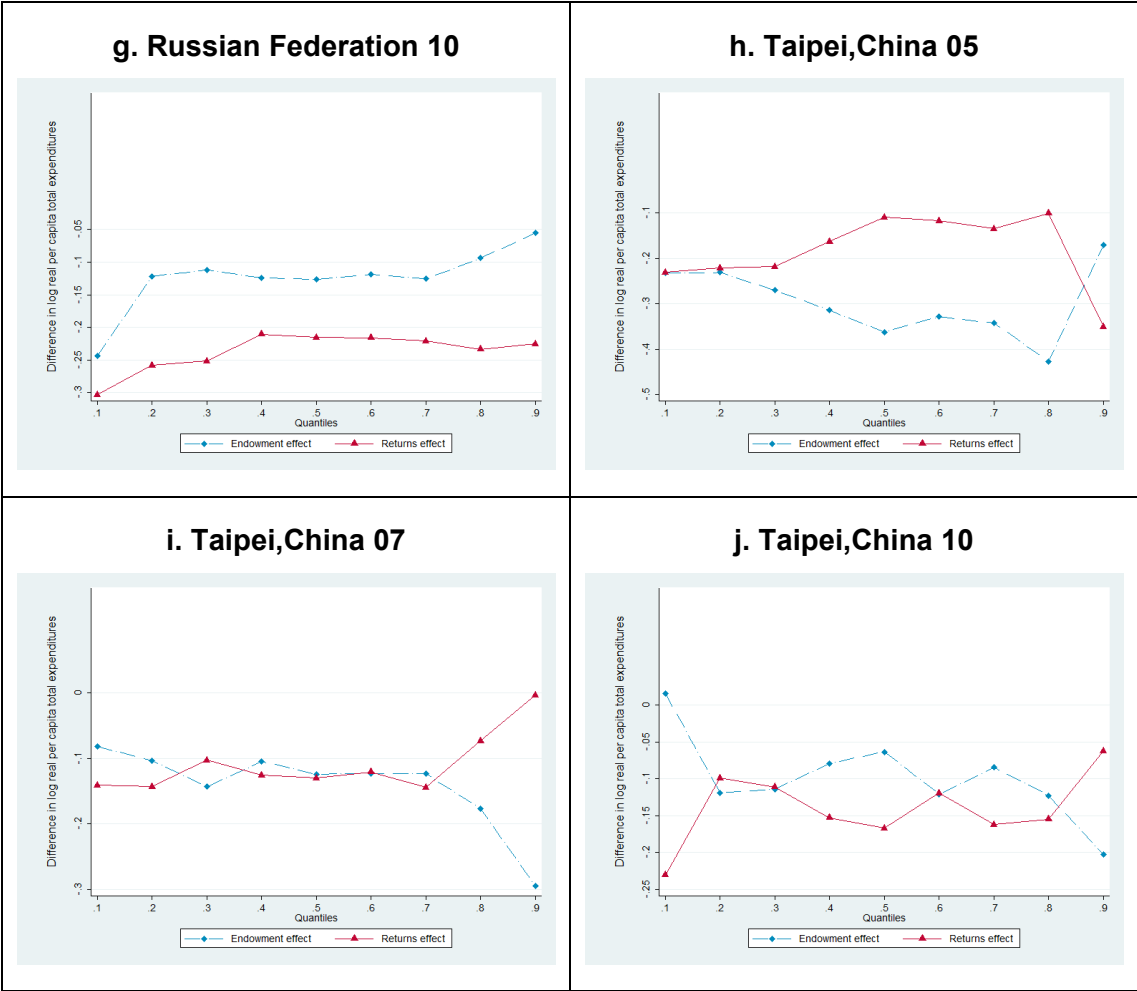 g. Russian Federation 10
Difference in log real per capita total expenditures
-.05
-.1
-.15
-.2
-.25
-.3
.1 .2 .3 .4 .5 .6 .7 .8 .9
Quantiles
Endowment effect Returns effect
h. Taipei,China 05
Difference in log real per capita total expenditures
-.1
-.2
-.3
-.4
-.5
.1 .2 .3 .4 .5 .6 .7 .8 .9
Quantiles
Endowment effect Returns effect
i. Taipei,China 07
Difference in log real per capita total expenditures
0
-.1
-.2
-.3
.1 .2 .3 .4 .5 .6 .7 .8 .9
Quantiles
Endowment effect Returns effect
j. Taipei,China 10
Difference in log real per capita total expenditures
0
-.05
-.1
-.15
-.2
-.25
.1 .2 .3 .4 .5 .6 .7 .8 .9
Quantiles
Endowment effect Returns effect